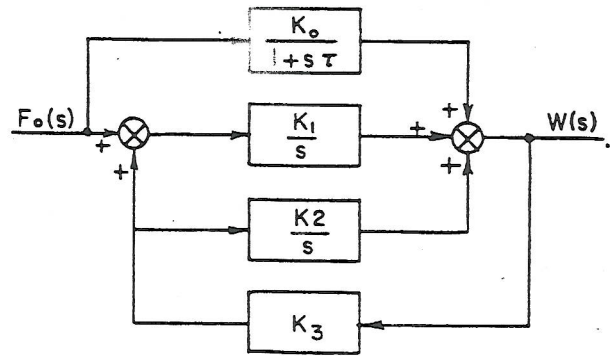 K₀
1+sτ
F₀(s)
+
+
K₁
s
+
+
+
W(s)
K2
s
K₃